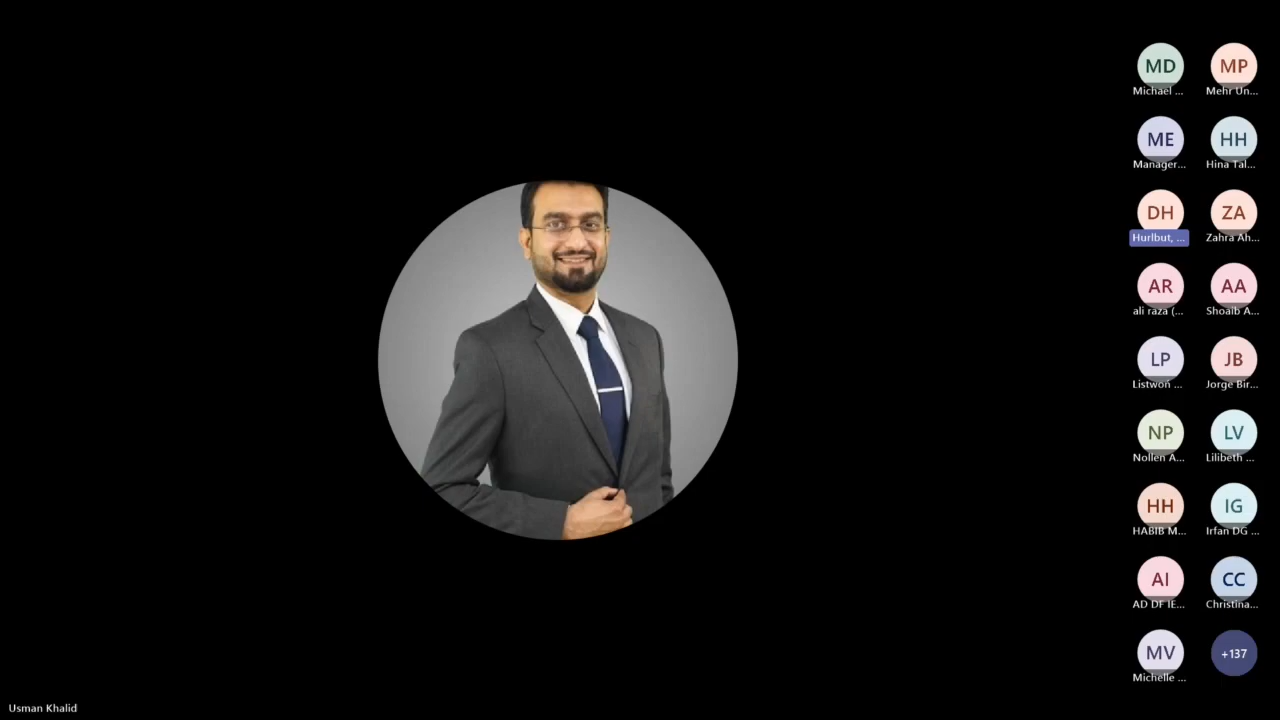 MD MP
Michael ... Mehr Un...
ME HH
Manager... Hina Tal...
DH ZA
Hurlbut, ... Zahra Ah...
AR AA
ali raza (... Shoaib A...
LP JB
Listwon ... Jorge Bir...
NP LV
Nollen A... Lilibeth ...
HH IG
HABIB M... Irfan DG ...
AI CC
AD DF IE... Christina...
MV +137
Michelle ...
Usman Khalid